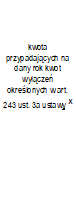 kwota
przypadających na
dany rok kwot
wyłączeń
określonych w art.
243 ust. 3a ustawy x